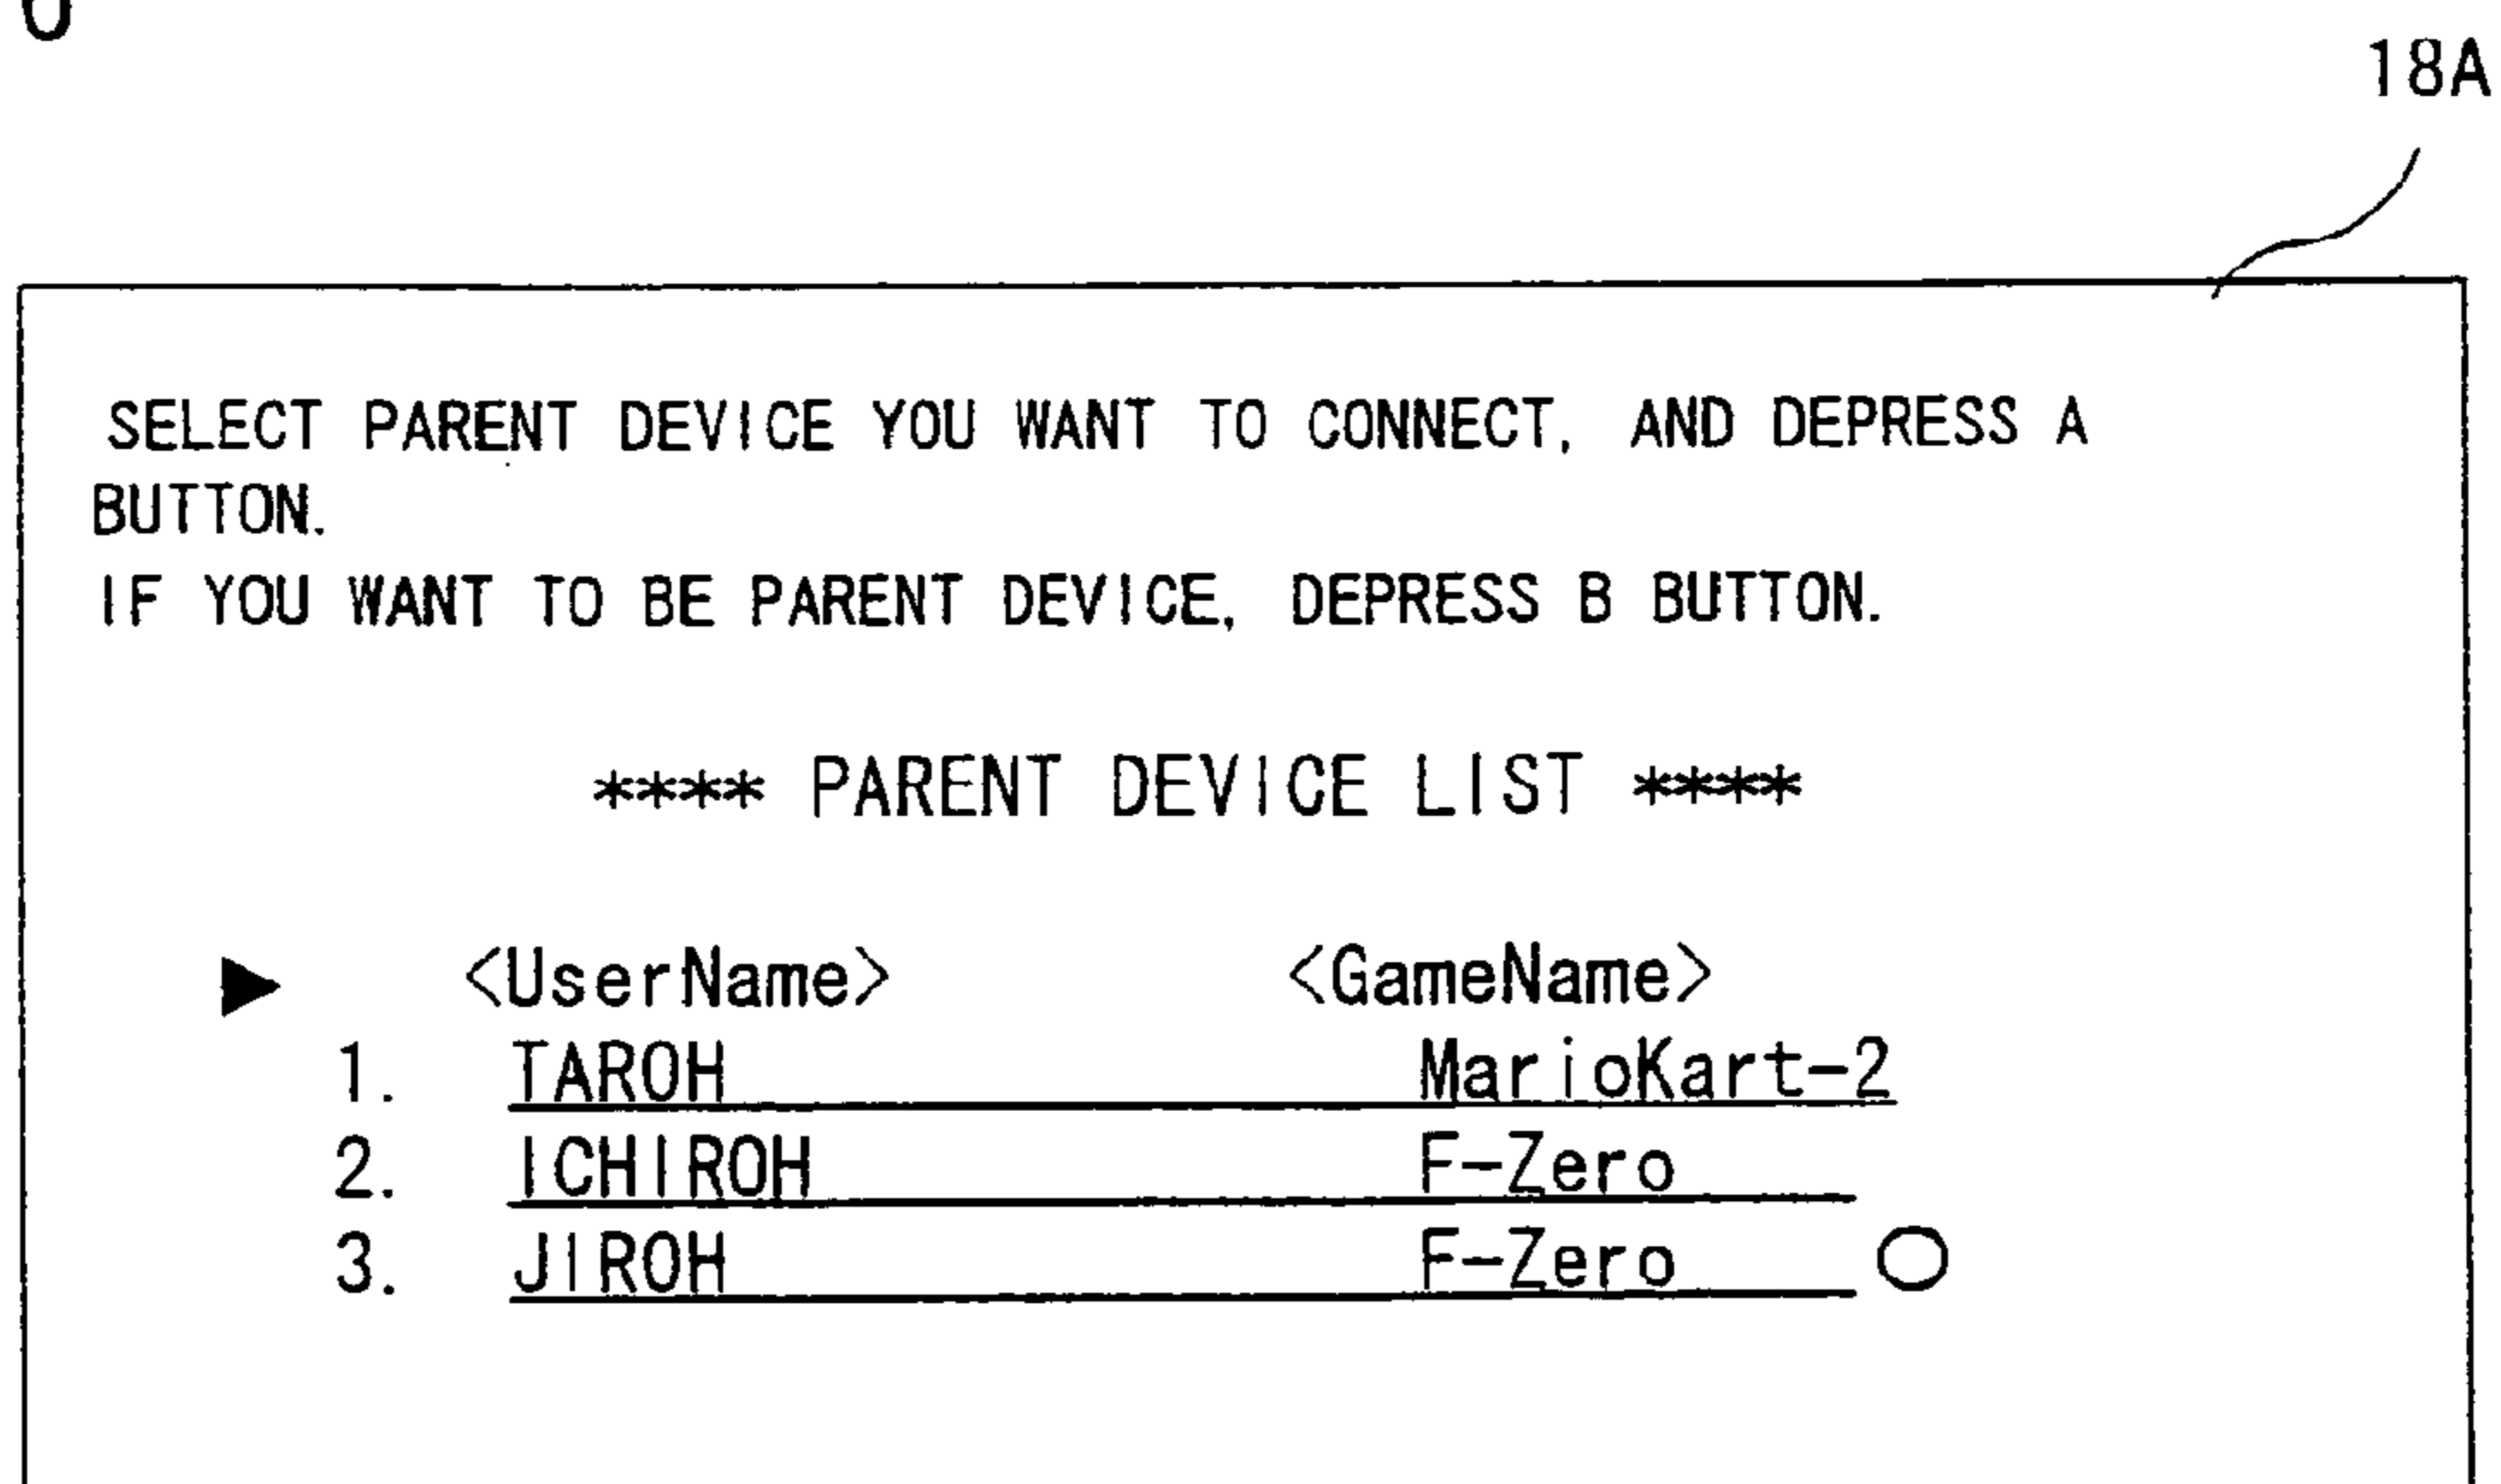 18A
SELECT PARENT DEVICE YOU WANT TO CONNECT, AND DEPRESS A
BUTTON.
IF YOU WANT TO BE PARENT DEVICE, DEPRESS B BUTTON.
**** PARENT DEVICE LIST ****
▶ <UserName> <GameName>
1. TAROH MarioKart-2
2. ICHIROH F-Zero
3. JIROH F-Zero ○